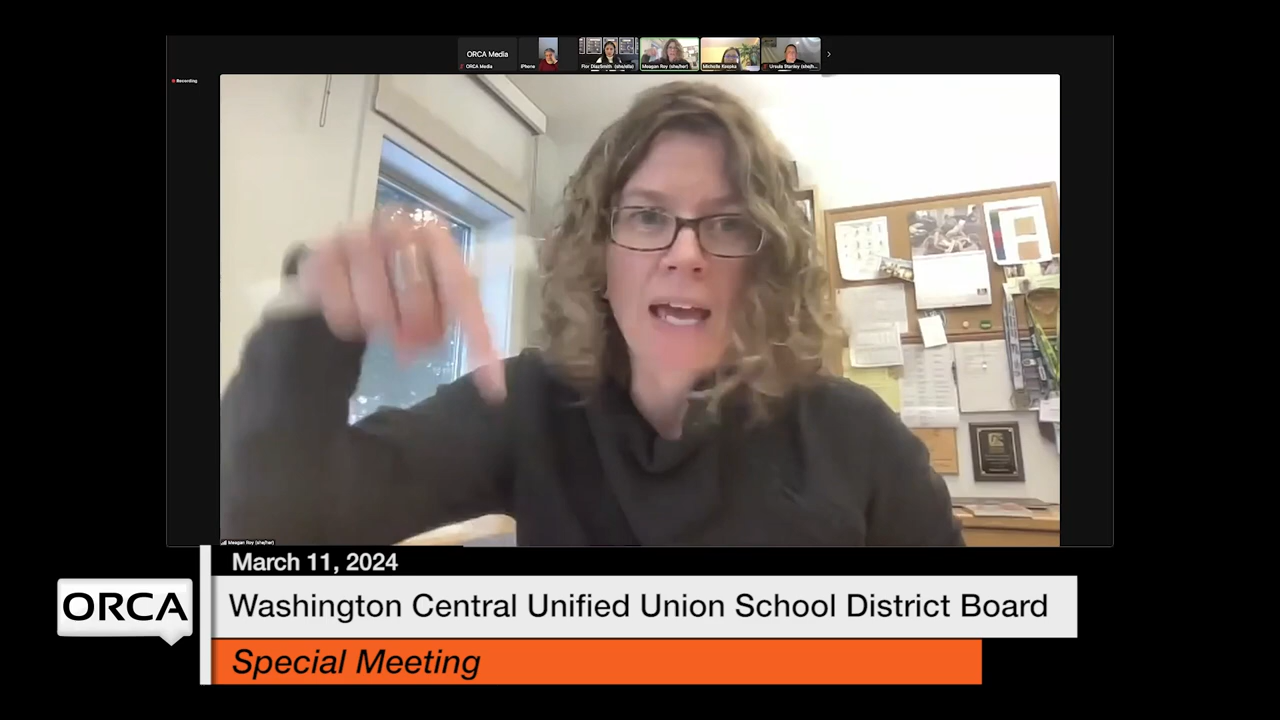 ORCA Media
ORCA Media
iPhone
Flor DiazSmith (she/ella)
Meagan Roy (she/her)
Michelle Ksepka
Ursula Stanley (she/h...
Recording
Meagan Roy (she/her)
March 11, 2024
ORCA
Washington Central Unified Union School District Board
Special Meeting